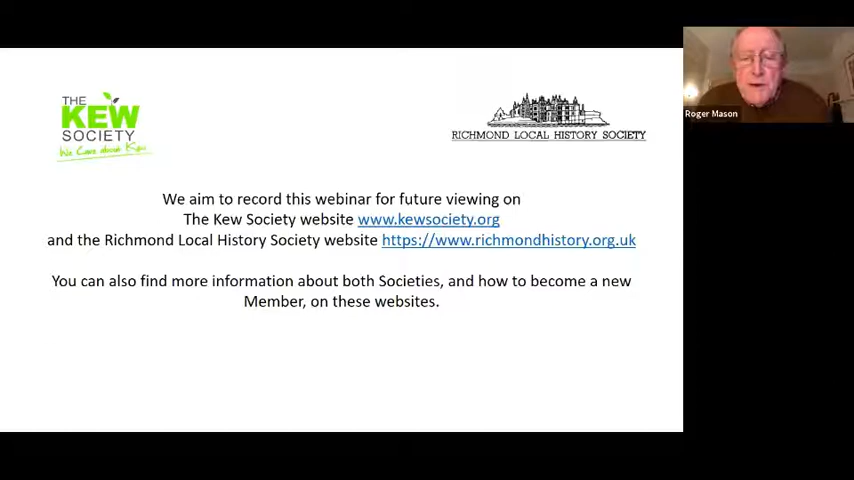 THE
KEW
SOCIETY
We Care about Kew
RICHMOND LOCAL HISTORY SOCIETY
Roger Mason
We aim to record this webinar for future viewing on
The Kew Society website www.kewsociety.org
and the Richmond Local History Society website https://www.richmondhistory.org.uk
You can also find more information about both Societies, and how to become a new
Member, on these websites.